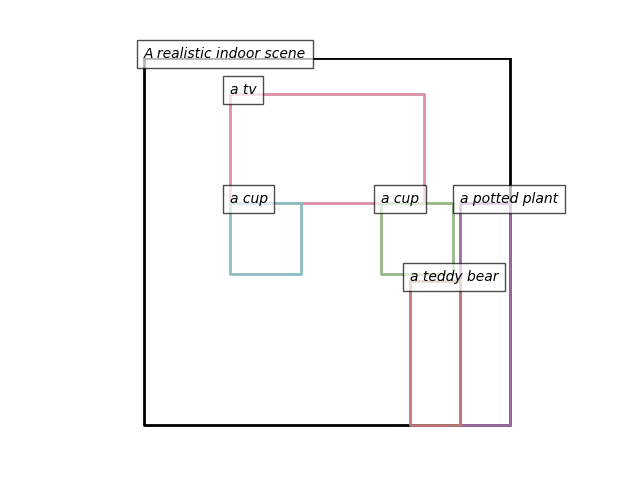 A realistic indoor scene
a tv
a cup
a cup
a potted plant
a teddy bear